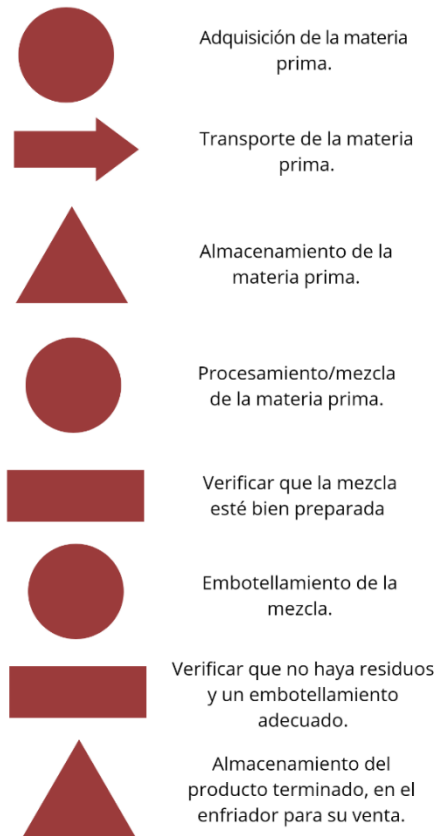 Adquisición de la materia
prima.
Transporte de la materia
prima.
Almacenamiento de la
materia prima.
Procesamiento/mezcla
de la materia prima.
Verificar que la mezcla
esté bien preparada
Embotellamiento de la
mezcla.
Verificar que no haya residuos
y un embotellamiento
adecuado.
Almacenamiento del
producto terminado, en el
enfriador para su venta.